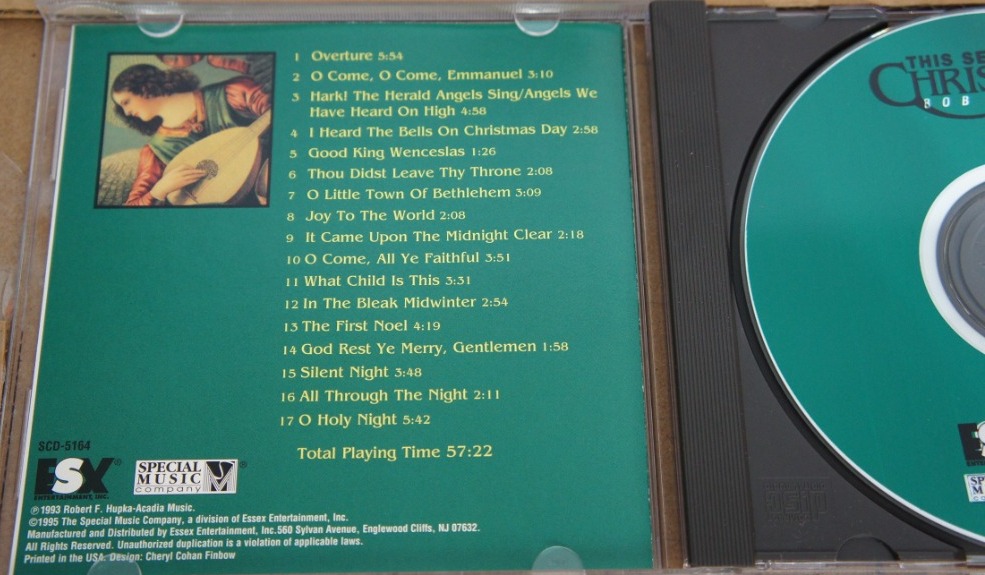 1 Overture 5:54
2 O Come, O Come, Emmanuel 3:10
3 Hark! The Herald Angels Sing/Angels We
Have Heard On High 4:58
4 I Heard The Bells On Christmas Day 2:58
5 Good King Wenceslas 1:26
6 Thou Didst Leave Thy Throne 2:08
7 O Little Town Of Bethlehem 3:09
8 Joy To The World 2:08
9 It Came Upon The Midnight Clear 2:18
10 O Come, All Ye Faithful 3:51
11 What Child Is This 3:31
12 In The Bleak Midwinter 2:54
13 The First Noel 4:19
14 God Rest Ye Merry, Gentlemen 1:58
15 Silent Night 3:48
16 All Through The Night 2:11
17 O Holy Night 5:42
Total Playing Time 57:22
SCD-5164
ESX®
ENTERTAINMENT, INC.
SPECIAL
MUSIC
company ®
℗1993 Robert F. Hupka-Acadia Music.
©1995 The Special Music Company, a division of Essex Entertainment, Inc.
Manufactured and Distributed by Essex Entertainment, Inc.560 Sylvan Avenue, Englewood Cliffs, NJ 07632.
All Rights Reserved. Unauthorized duplication is a violation of applicable laws.
Printed in the USA. Design: Cheryl Cohan Finbow
THIS SE
CHRIS
BOB